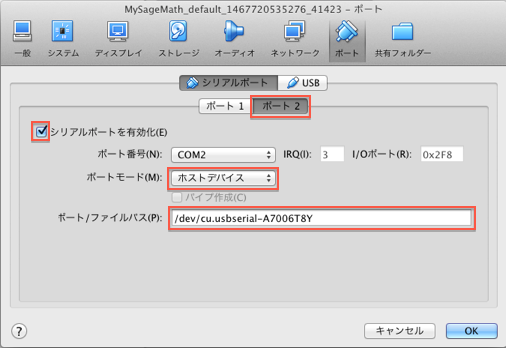 MySageMath_default_1467720535276_41423 – ポート
一般 システム ディスプレイ ストレージ オーディオ ネットワーク ポート 共有フォルダー
シリアルポート USB
ポート 1 ポート 2
シリアルポートを有効化(E)
ポート番号(N): COM2 IRQ(I): 3 I/Oポート(R): 0x2F8
ポートモード(M): ホストデバイス
パイプ作成(C)
ポート/ファイルパス(P): /dev/cu.usbserial-A7006T8Y
? キャンセル OK